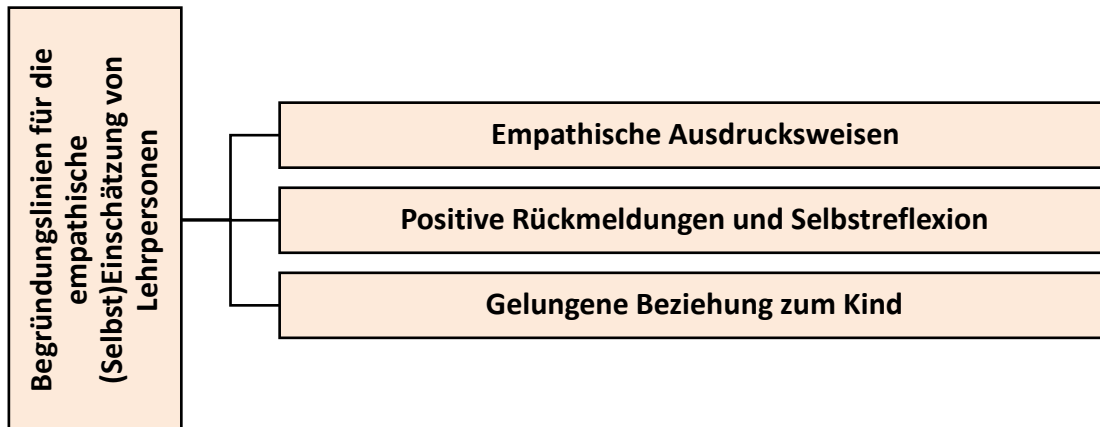 Begründungslinien für die
empathische
(Selbst)Einschätzung von
Lehrpersonen
Empathische Ausdrucksweisen
Positive Rückmeldungen und Selbstreflexion
Gelungene Beziehung zum Kind